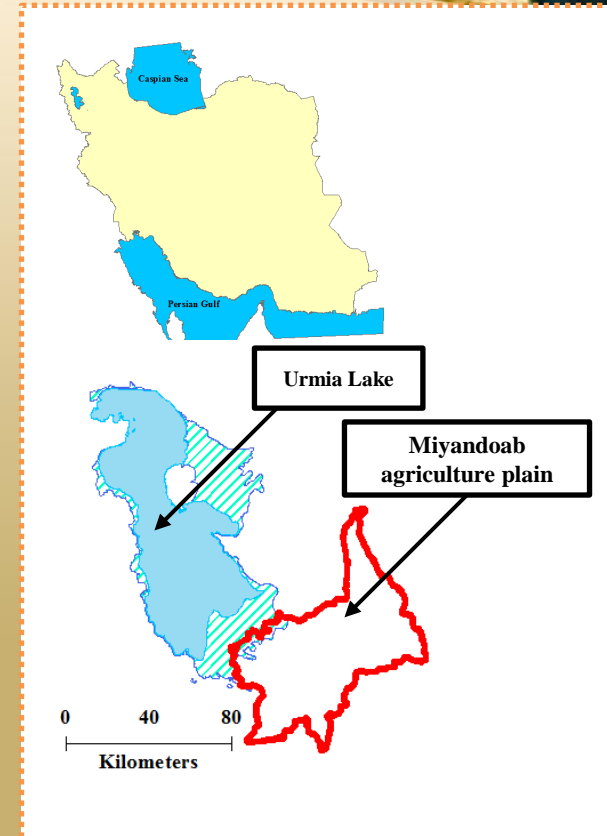 Caspian Sea
Persian Gulf
Urmia Lake
Miyandoab
agriculture plain
0 40 80
Kilometers